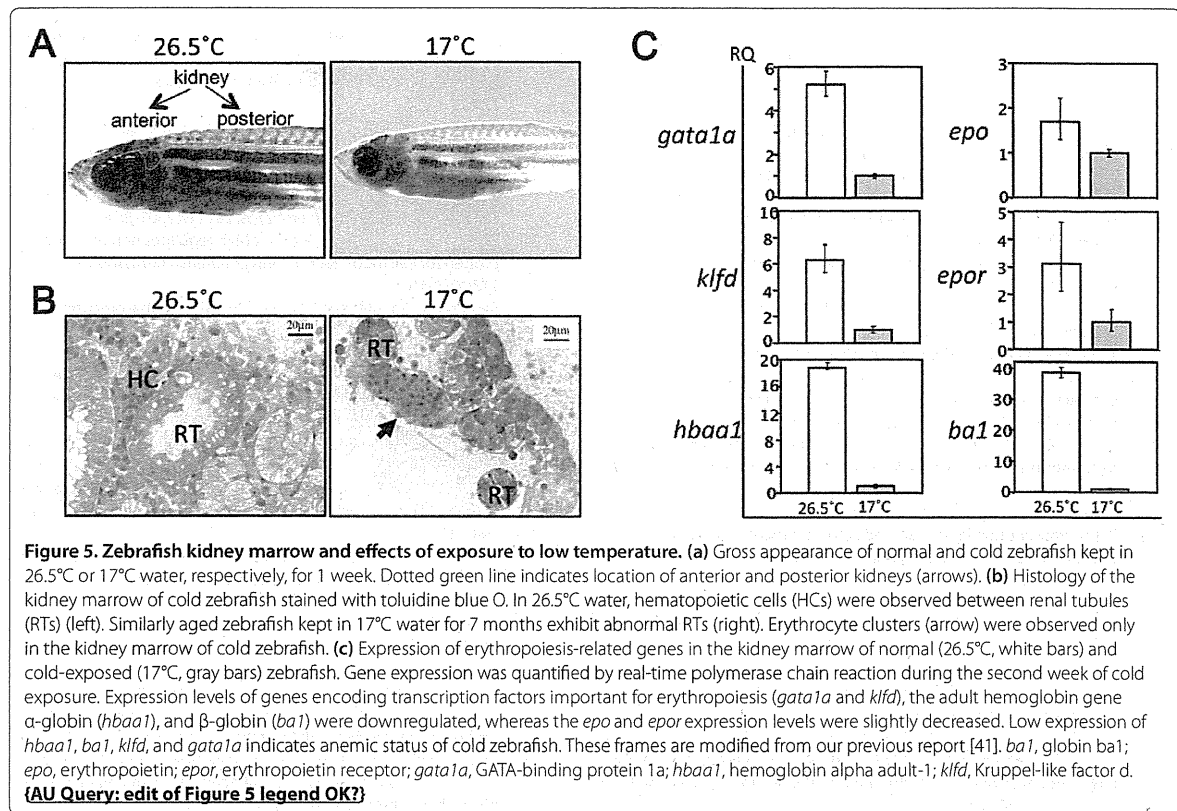 A
26.5°C
17°C
kidney
anterior
posterior
B
26.5°C
17°C
20µm
HC
RT
20µm
RT
RT
C
RQ
gata1a
6
5
4
2
1
0
epo
3
2
1
0
klfd
10
8
6
4
2
0
epor
5
4
3
2
1
0
hbaa1
20
16
12
8
4
0
26.5°C
17°C
ba1
40
30
20
10
0
26.5°C
17°C
Figure 5. Zebrafish kidney marrow and effects of exposure to low temperature. (a) Gross appearance of normal and cold zebrafish kept in
26.5°C or 17°C water, respectively, for 1 week. Dotted green line indicates location of anterior and posterior kidneys (arrows). (b) Histology of the
kidney marrow of cold zebrafish stained with toluidine blue O. In 26.5°C water, hematopoietic cells (HCs) were observed between renal tubules
(RTs) (left). Similarly aged zebrafish kept in 17°C water for 7 months exhibit abnormal RTs (right). Erythrocyte clusters (arrow) were observed only
in the kidney marrow of cold zebrafish. (c) Expression of erythropoiesis-related genes in the kidney marrow of normal (26.5°C, white bars) and
cold-exposed (17°C, gray bars) zebrafish. Gene expression was quantified by real-time polymerase chain reaction during the second week of cold
exposure. Expression levels of genes encoding transcription factors important for erythropoiesis (gata1a and klfd), the adult hemoglobin gene
α-globin (hbaa1), and β-globin (ba1) were downregulated, whereas the epo and epor expression levels were slightly decreased. Low expression of
hbaa1, ba1, klfd, and gata1a indicates anemic status of cold zebrafish. These frames are modified from our previous report [41]. ba1, globin ba1;
epo, erythropoietin; epor, erythropoietin receptor; gata1a, GATA-binding protein 1a; hbaa1, hemoglobin alpha adult-1; klfd, Kruppel-like factor d.
{AU Query: edit of Figure 5 legend OK?}